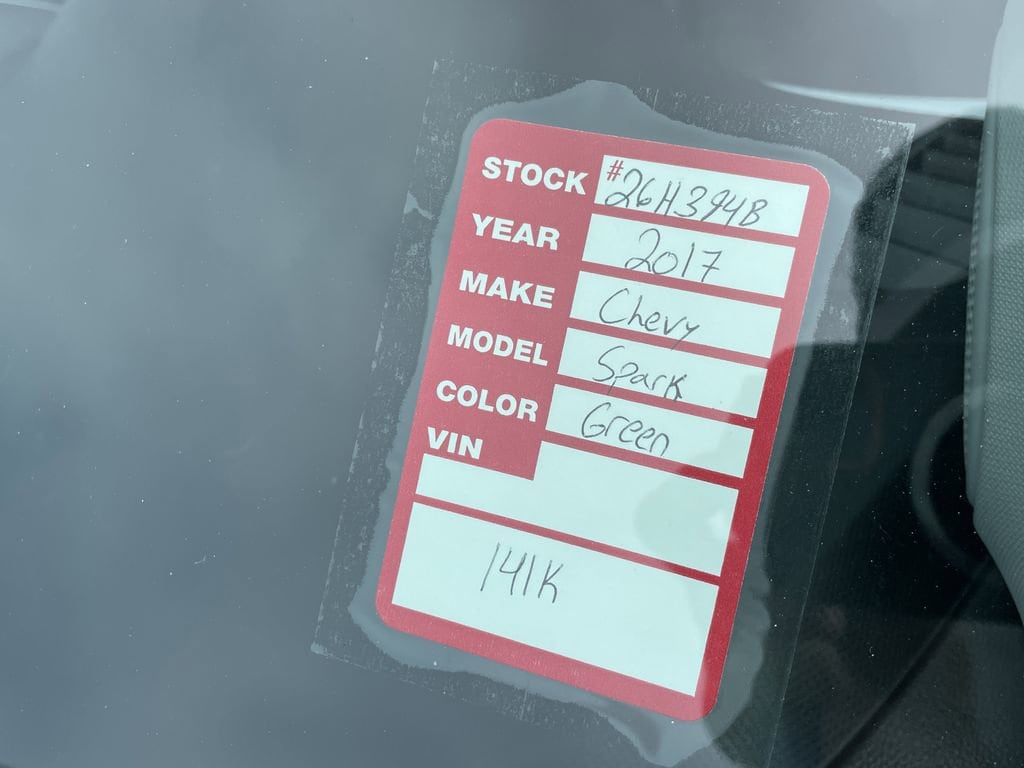 STOCK #26H394B
YEAR 2017
MAKE Chevy
MODEL Spark
COLOR Green
VIN
141K